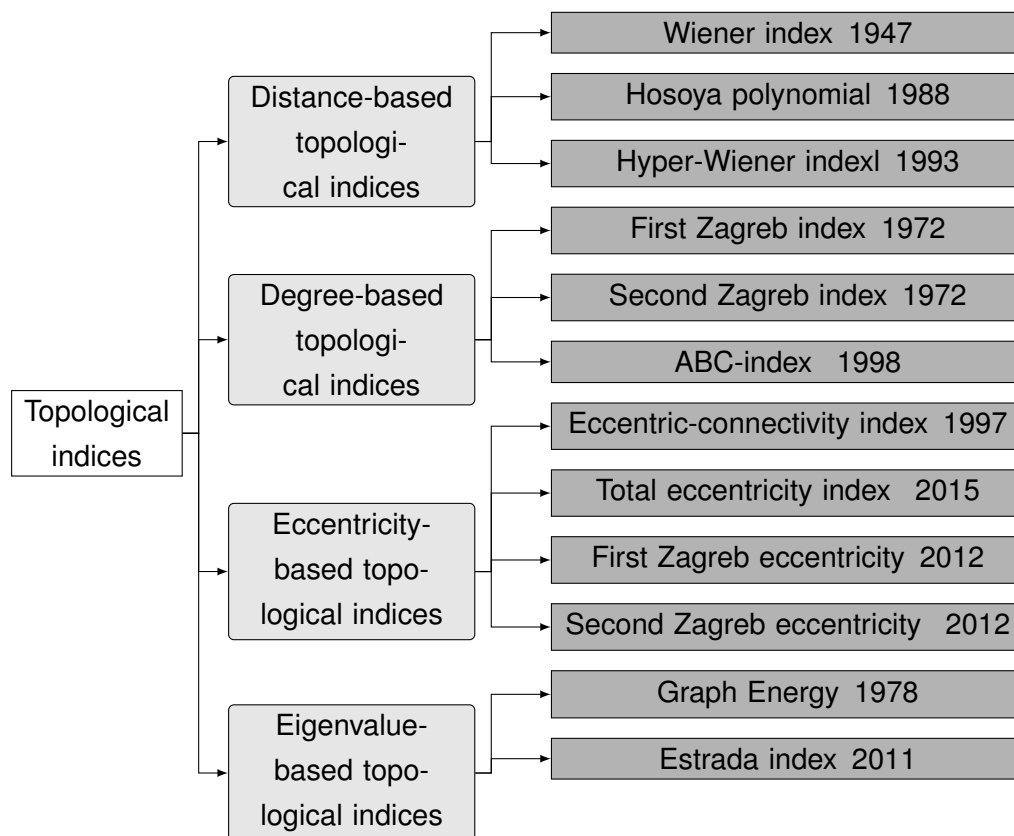 Topological
indices
Distance-based
topologi-
cal indices
Wiener index 1947
Hosoya polynomial 1988
Hyper-Wiener indexl 1993
Degree-based
topologi-
cal indices
First Zagreb index 1972
Second Zagreb index 1972
ABC-index 1998
Eccentricity-
based topo-
logical indices
Eccentric-connectivity index 1997
Total eccentricity index 2015
First Zagreb eccentricity 2012
Second Zagreb eccentricity 2012
Eigenvalue-
based topo-
logical indices
Graph Energy 1978
Estrada index 2011